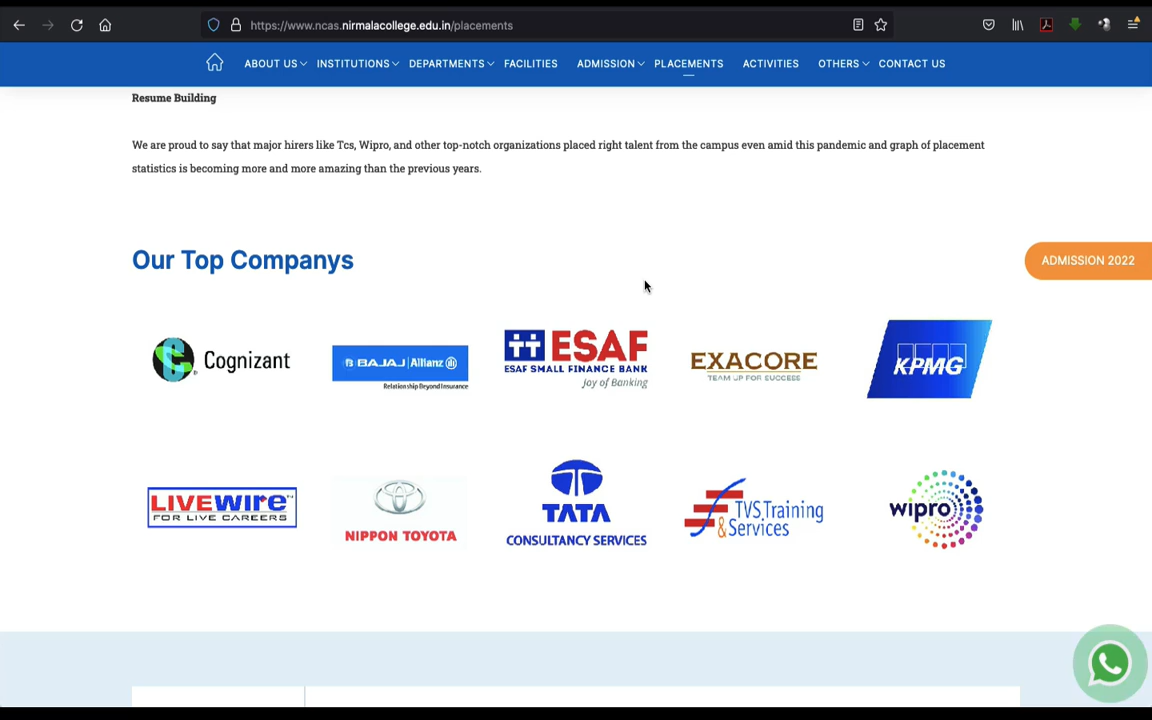 https://www.ncas.nirmalacollege.edu.in/placements
ABOUT US INSTITUTIONS DEPARTMENTS FACILITIES ADMISSION PLACEMENTS ACTIVITIES OTHERS CONTACT US
Resume Building
We are proud to say that major hirers like Tcs, Wipro, and other top-notch organizations placed right talent from the campus even amid this pandemic and graph of placement
statistics is becoming more and more amazing than the previous years.
Our Top Companys
ADMISSION 2022
Cognizant
BAJAJ Allianz
Relationship Beyond Insurance
ESAF
ESAF SMALL FINANCE BANK
Joy of Banking
EXACORE
TEAM UP FOR SUCCESS
KPMG
LIVEWIRE
FOR LIVE CAREERS
NIPPON TOYOTA
TATA
CONSULTANCY SERVICES
TVS Training
& Services
wipro